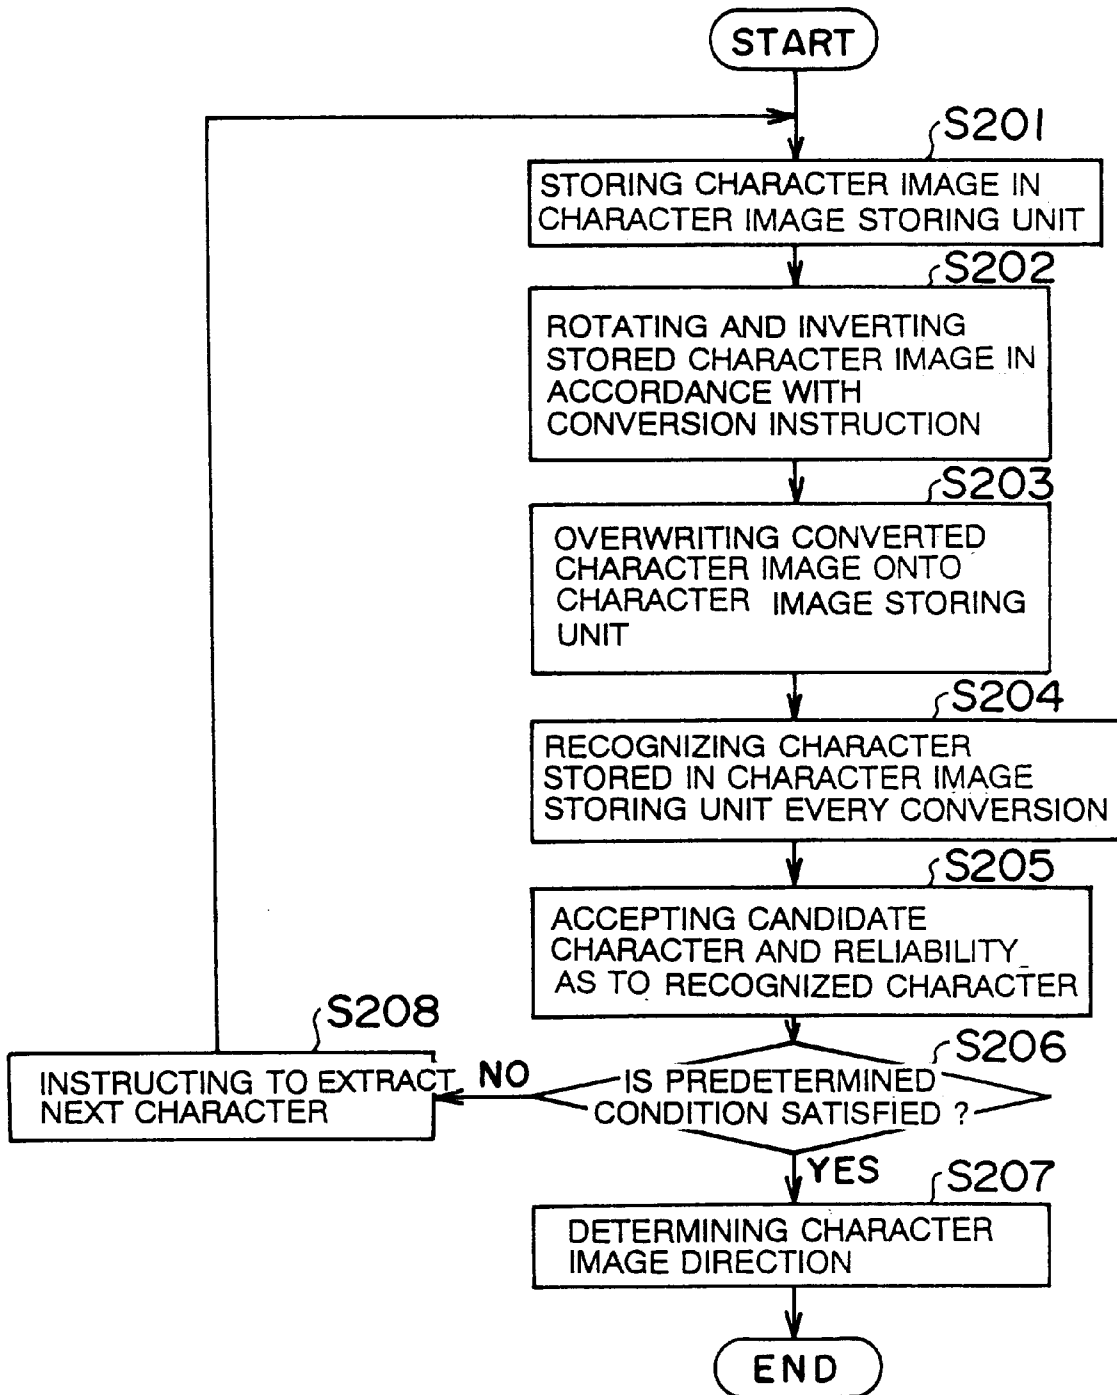 START
S201
STORING CHARACTER IMAGE IN
CHARACTER IMAGE STORING UNIT
S202
ROTATING AND INVERTING
STORED CHARACTER IMAGE IN
ACCORDANCE WITH
CONVERSION INSTRUCTION
S203
OVERWRITING CONVERTED
CHARACTER IMAGE ONTO
CHARACTER IMAGE STORING
UNIT
S204
RECOGNIZING CHARACTER
STORED IN CHARACTER IMAGE
STORING UNIT EVERY CONVERSION
S205
ACCEPTING CANDIDATE
CHARACTER AND RELIABILITY
AS TO RECOGNIZED CHARACTER
S206
IS PREDETERMINED
CONDITION SATISFIED ?
NO
S208
INSTRUCTING TO EXTRACT
NEXT CHARACTER
YES
S207
DETERMINING CHARACTER
IMAGE DIRECTION
END